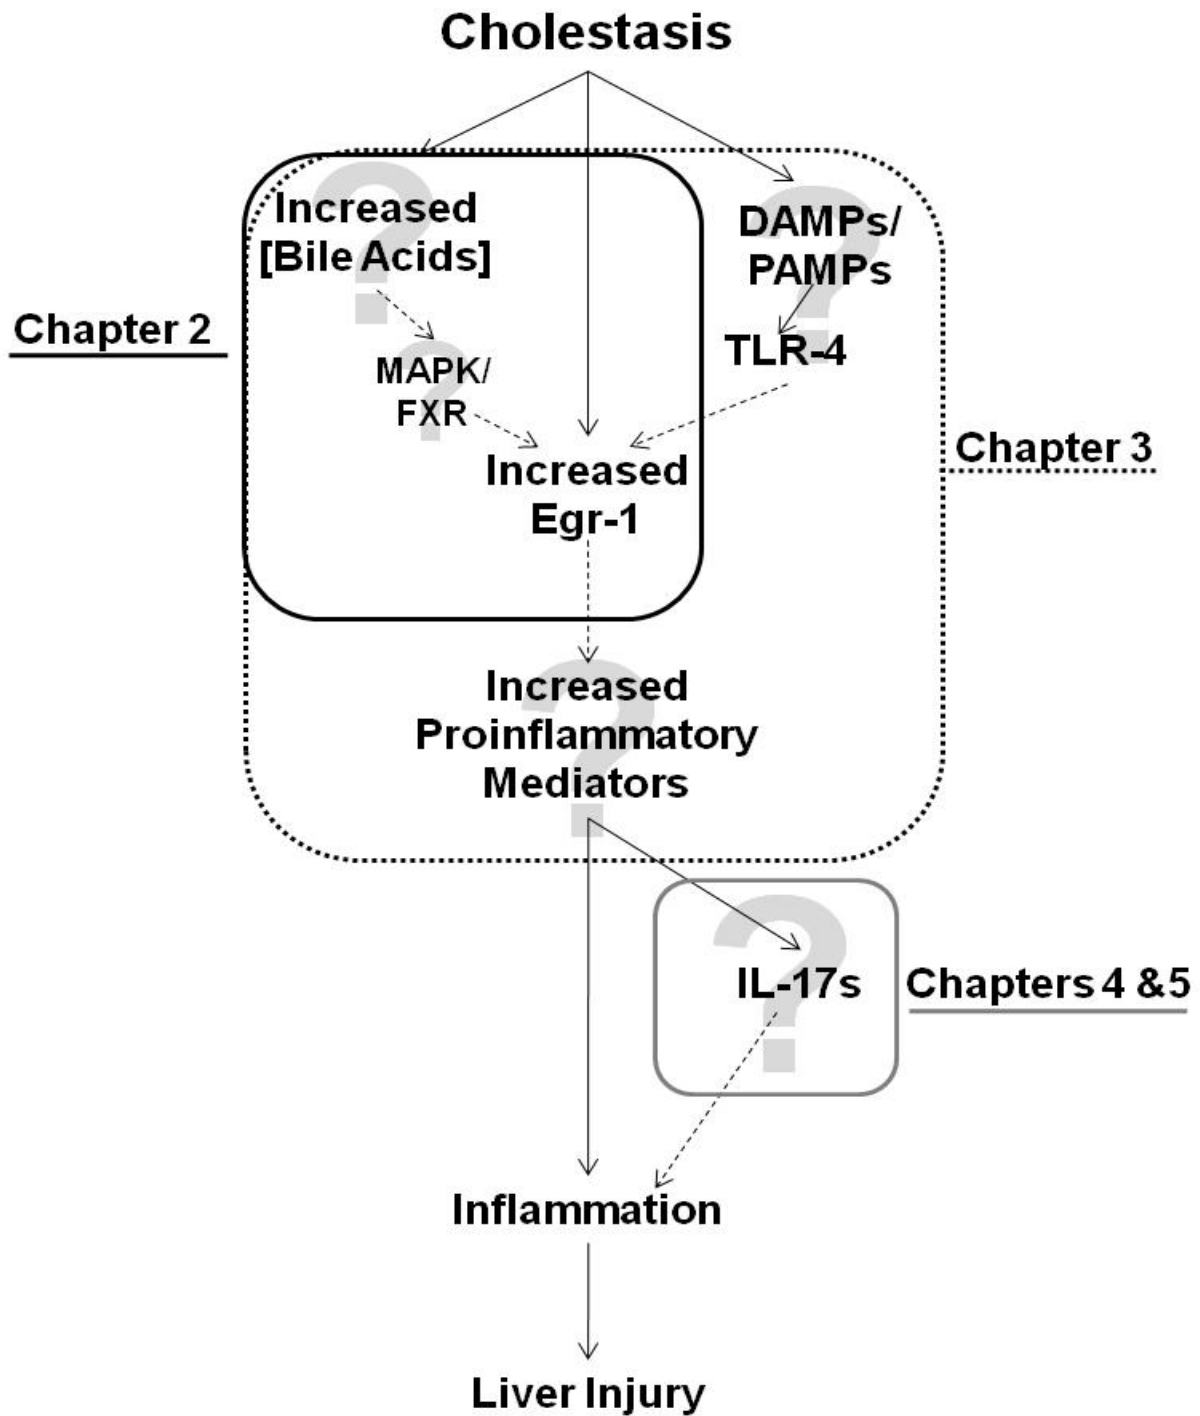 Cholestasis
?
Increased
[Bile Acids]
?
DAMPs/
PAMPs
Chapter 2
TLR-4
?
MAPK/
FXR
Chapter 3
Increased
Egr-1
?
Increased
Proinflammatory
Mediators
?
IL-17s
Chapters 4 &5
Inflammation
Liver Injury